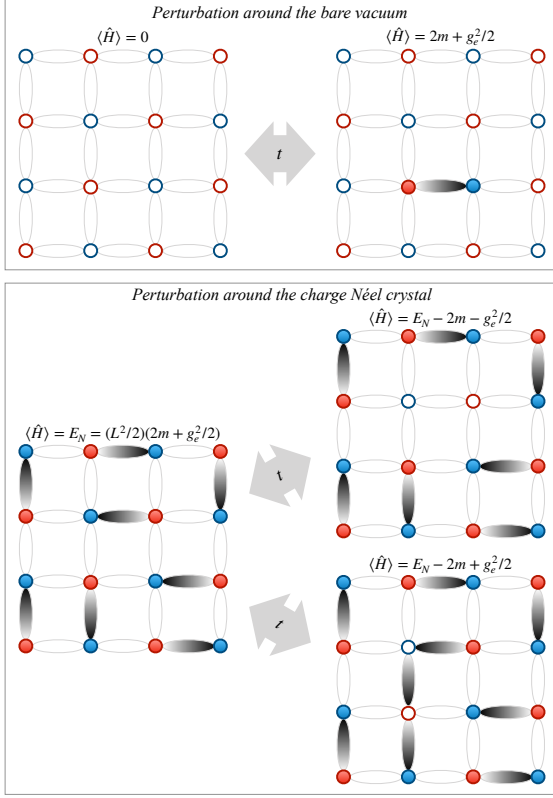 Perturbation around the bare vacuum
⟨Ĥ⟩ = 0
⟨Ĥ⟩ = 2m + g_e^2/2
t
Perturbation around the charge Néel crystal
⟨Ĥ⟩ = E_N − 2m − g_e^2/2
⟨Ĥ⟩ = E_N = (L^2/2)(2m + g_e^2/2)
t
⟨Ĥ⟩ = E_N − 2m + g_e^2/2
t